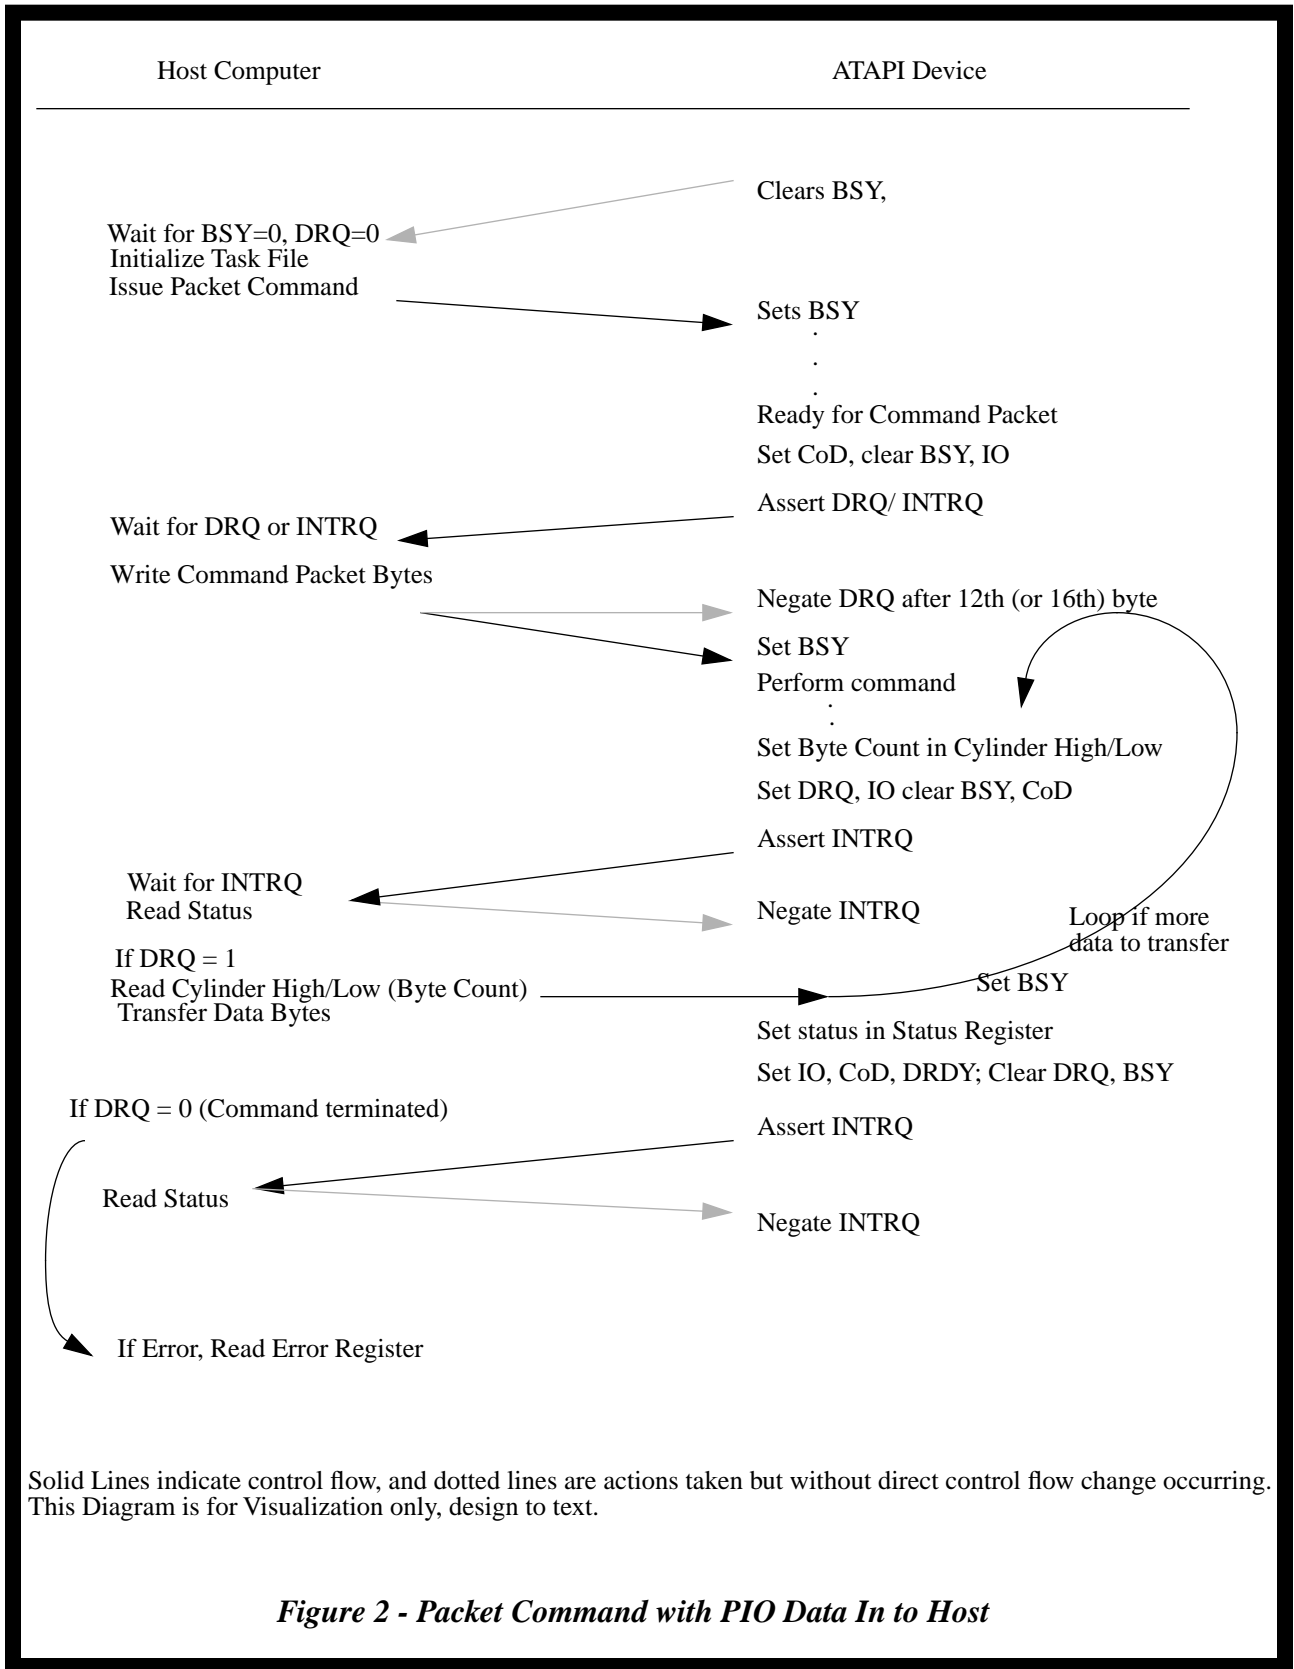 Host Computer
ATAPI Device
Clears BSY,
Wait for BSY=0, DRQ=0
Initialize Task File
Issue Packet Command
Sets BSY
.
.
.
Ready for Command Packet
Set CoD, clear BSY, IO
Assert DRQ/ INTRQ
Wait for DRQ or INTRQ
Write Command Packet Bytes
Negate DRQ after 12th (or 16th) byte
Set BSY
Perform command
.
.
Set Byte Count in Cylinder High/Low
Set DRQ, IO clear BSY, CoD
Assert INTRQ
Wait for INTRQ
Read Status
Negate INTRQ
Loop if more
data to transfer
If DRQ = 1
Read Cylinder High/Low (Byte Count)
Transfer Data Bytes
Set BSY
Set status in Status Register
Set IO, CoD, DRDY; Clear DRQ, BSY
If DRQ = 0 (Command terminated)
Assert INTRQ
Read Status
Negate INTRQ
If Error, Read Error Register
Solid Lines indicate control flow, and dotted lines are actions taken but without direct control flow change occurring.
This Diagram is for Visualization only, design to text.
Figure 2 - Packet Command with PIO Data In to Host